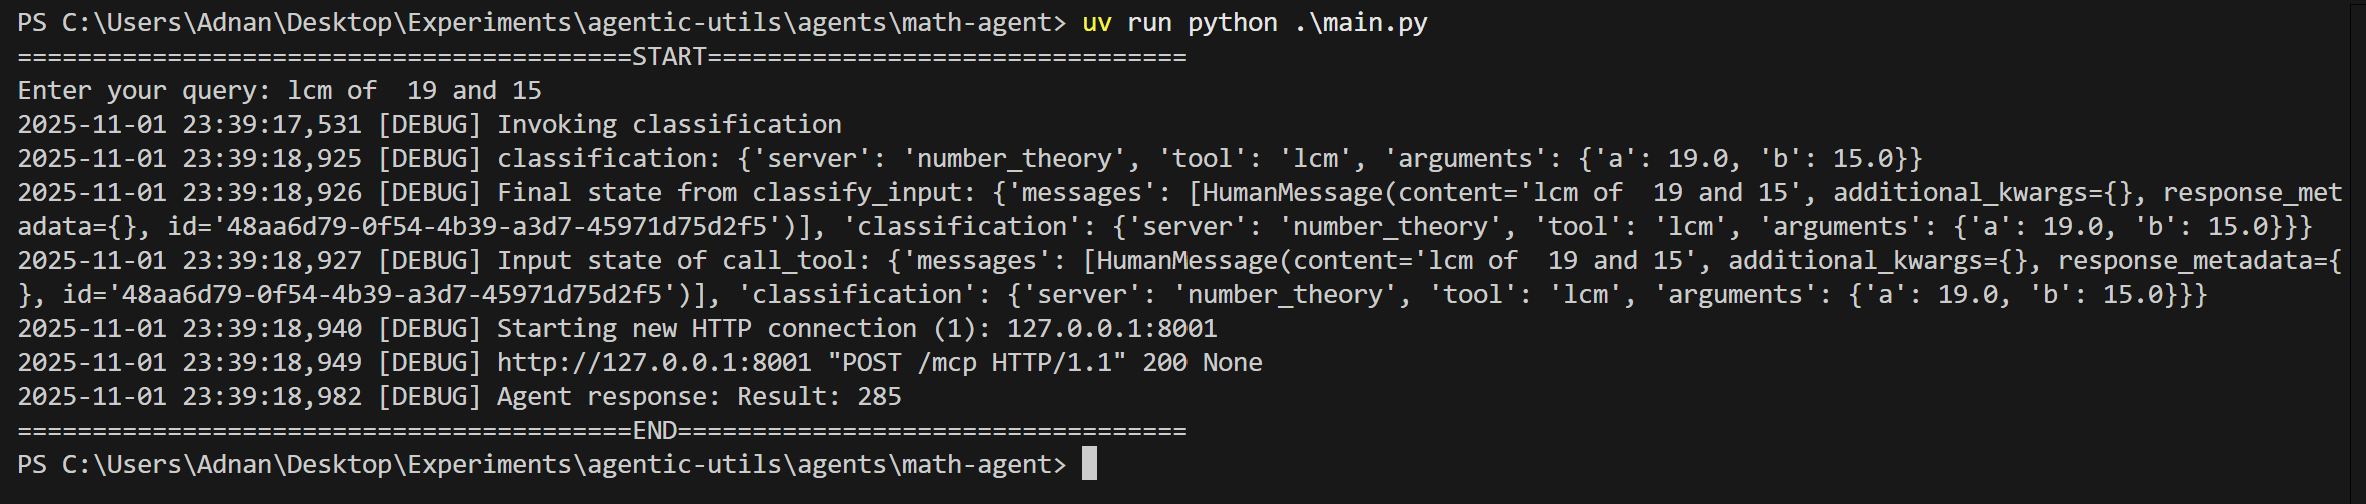 PS C:\Users\Adnan\Desktop\Experiments\agentic-utils\agents\math-agent> uv run python .\main.py
=========================================START================================
Enter your query: lcm of  19 and 15
2025-11-01 23:39:17,531 [DEBUG] Invoking classification
2025-11-01 23:39:18,925 [DEBUG] classification: {'server': 'number_theory', 'tool': 'lcm', 'arguments': {'a': 19.0, 'b': 15.0}}
2025-11-01 23:39:18,926 [DEBUG] Final state from classify_input: {'messages': [HumanMessage(content='lcm of  19 and 15', additional_kwargs={}, response_met
adata={}, id='48aa6d79-0f54-4b39-a3d7-45971d75d2f5')], 'classification': {'server': 'number_theory', 'tool': 'lcm', 'arguments': {'a': 19.0, 'b': 15.0}}}
2025-11-01 23:39:18,927 [DEBUG] Input state of call_tool: {'messages': [HumanMessage(content='lcm of  19 and 15', additional_kwargs={}, response_metadata={
}, id='48aa6d79-0f54-4b39-a3d7-45971d75d2f5')], 'classification': {'server': 'number_theory', 'tool': 'lcm', 'arguments': {'a': 19.0, 'b': 15.0}}}
2025-11-01 23:39:18,940 [DEBUG] Starting new HTTP connection (1): 127.0.0.1:8001
2025-11-01 23:39:18,949 [DEBUG] http://127.0.0.1:8001 "POST /mcp HTTP/1.1" 200 None
2025-11-01 23:39:18,982 [DEBUG] Agent response: Result: 285
=========================================END==================================
PS C:\Users\Adnan\Desktop\Experiments\agentic-utils\agents\math-agent>